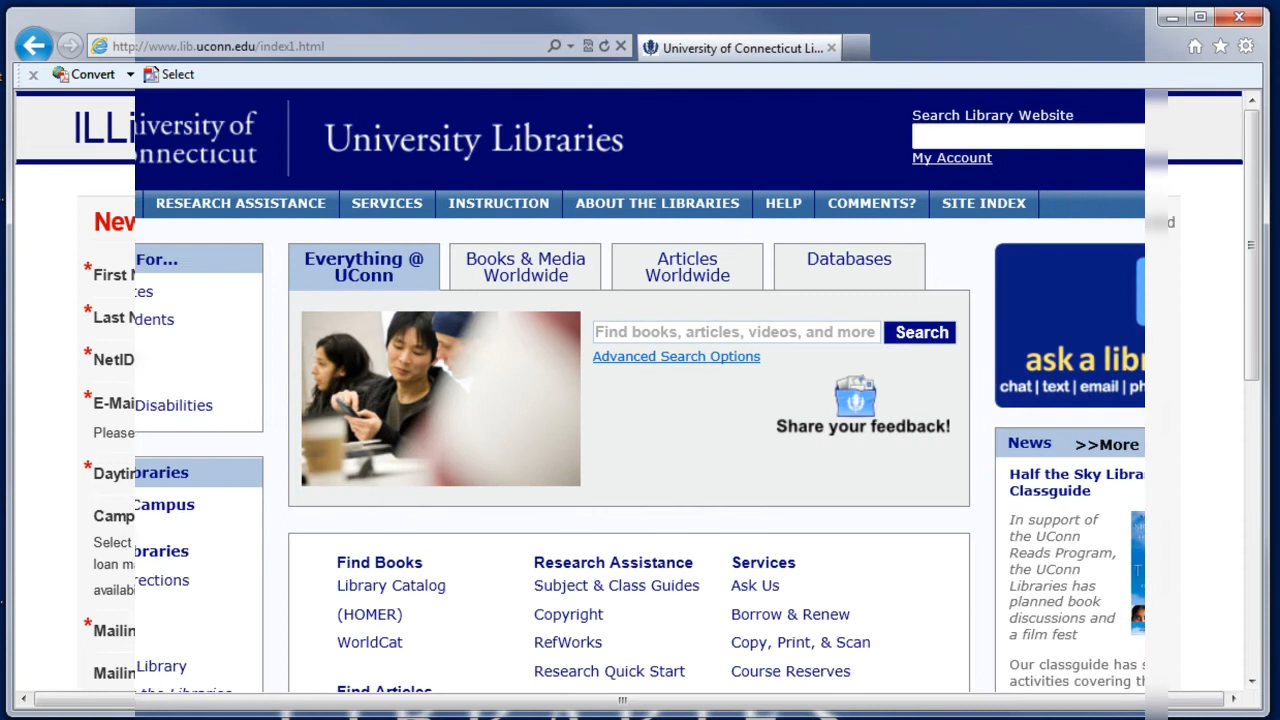 http://www.lib.uconn.edu/index1.html
University of Connecticut Li...
x Convert Select
ILLi
iversity of
onnecticut
University Libraries
Search Library Website
My Account
RESEARCH ASSISTANCE SERVICES INSTRUCTION ABOUT THE LIBRARIES HELP COMMENTS? SITE INDEX
New
*First N
*Last N
NetID
*E-Mai
Please
*Daytin
Camp
Select
loan ma
availabi
*Mailin
Mailin
For...
tes
dents
Disabilities
braries
Campus
braries
rections
Library
the Libraries
Everything @
UConn
Books & Media
Worldwide
Articles
Worldwide
Databases
Find books, articles, videos, and more Search
Advanced Search Options
Share your feedback!
Find Books
Library Catalog
(HOMER)
WorldCat
Find Articles
Research Assistance
Subject & Class Guides
Copyright
RefWorks
Research Quick Start
Services
Ask Us
Borrow & Renew
Copy, Print, & Scan
Course Reserves
ask a libr
chat | text | email | ph
News >>More
Half the Sky Libra
Classguide
In support of
the UConn
Reads Program,
the UConn
Libraries has
planned book
discussions and
a film fest
Our classguide has s
activities covering th
d